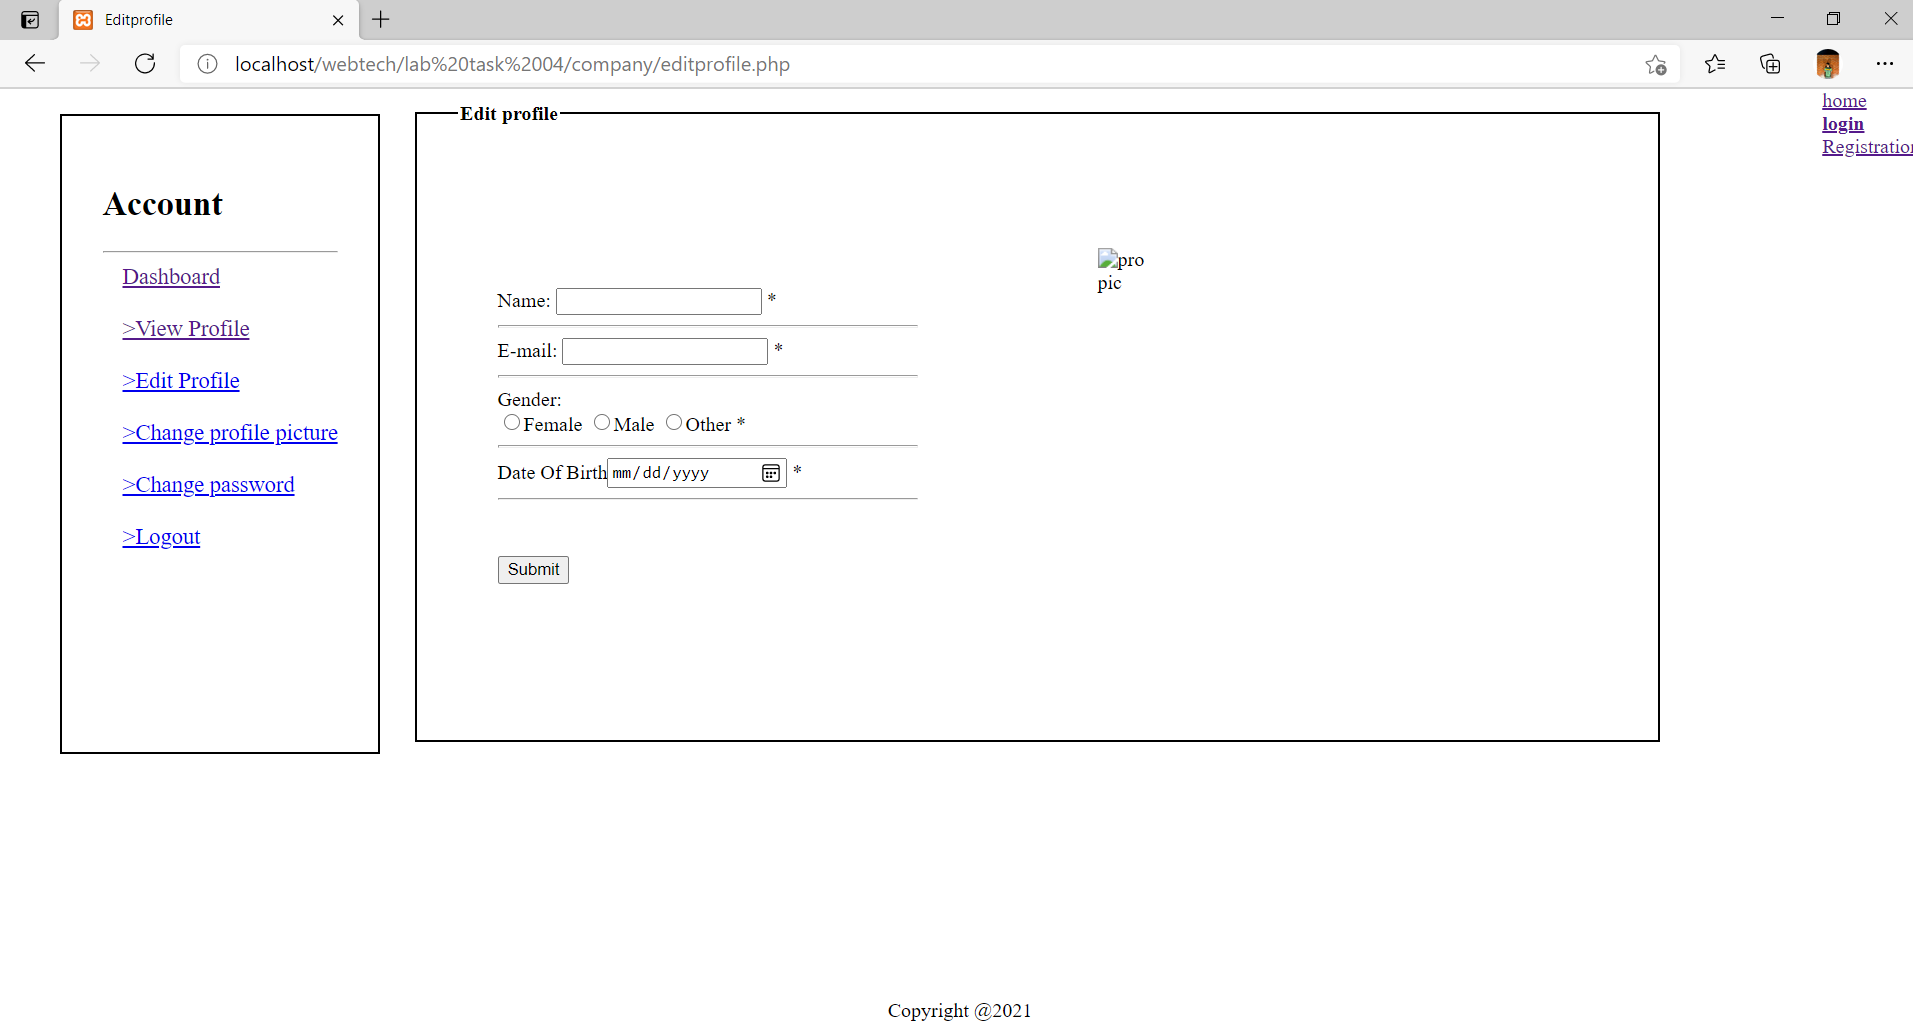 Editprofile
localhost/webtech/lab%20task%2004/company/editprofile.php
home
login
Registration
Account
Dashboard
>View Profile
>Edit Profile
>Change profile picture
>Change password
>Logout
Edit profile
pro
pic
Name: *
E-mail: *
Gender:
Female Male Other *
Date Of Birth mm/dd/yyyy *
Submit
Copyright @2021